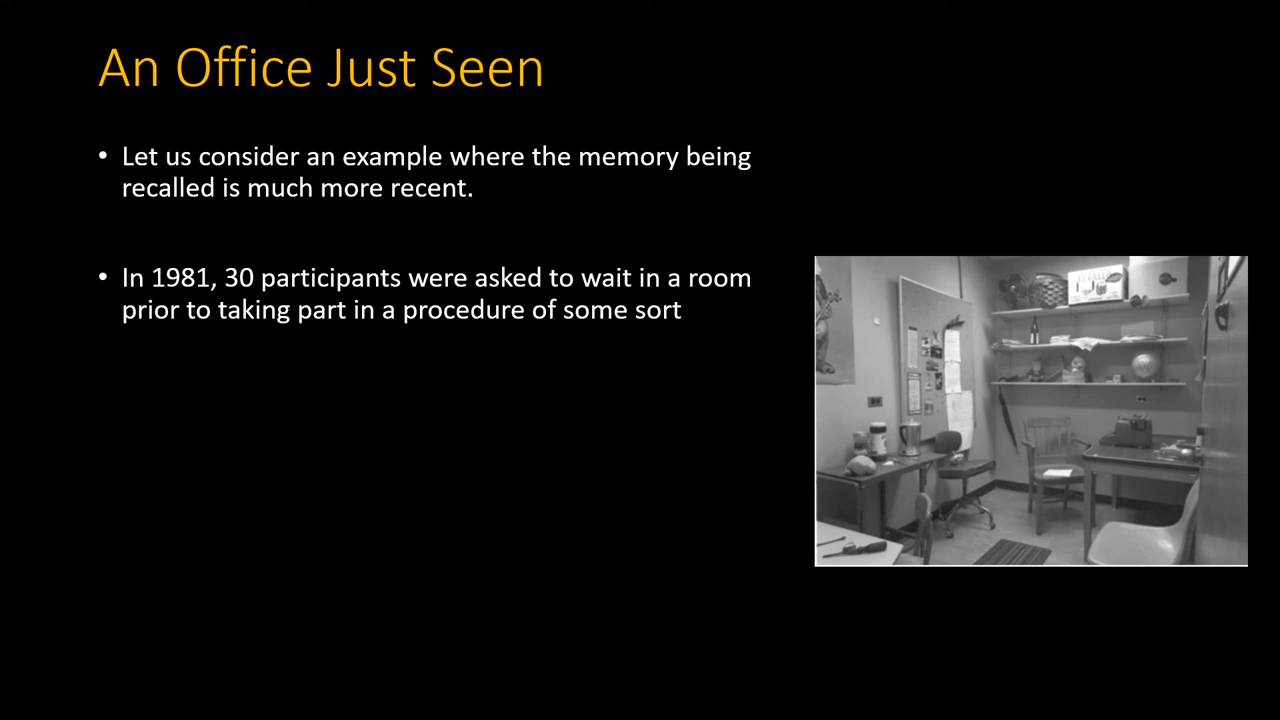 An Office Just Seen
• Let us consider an example where the memory being
recalled is much more recent.
• In 1981, 30 participants were asked to wait in a room
prior to taking part in a procedure of some sort